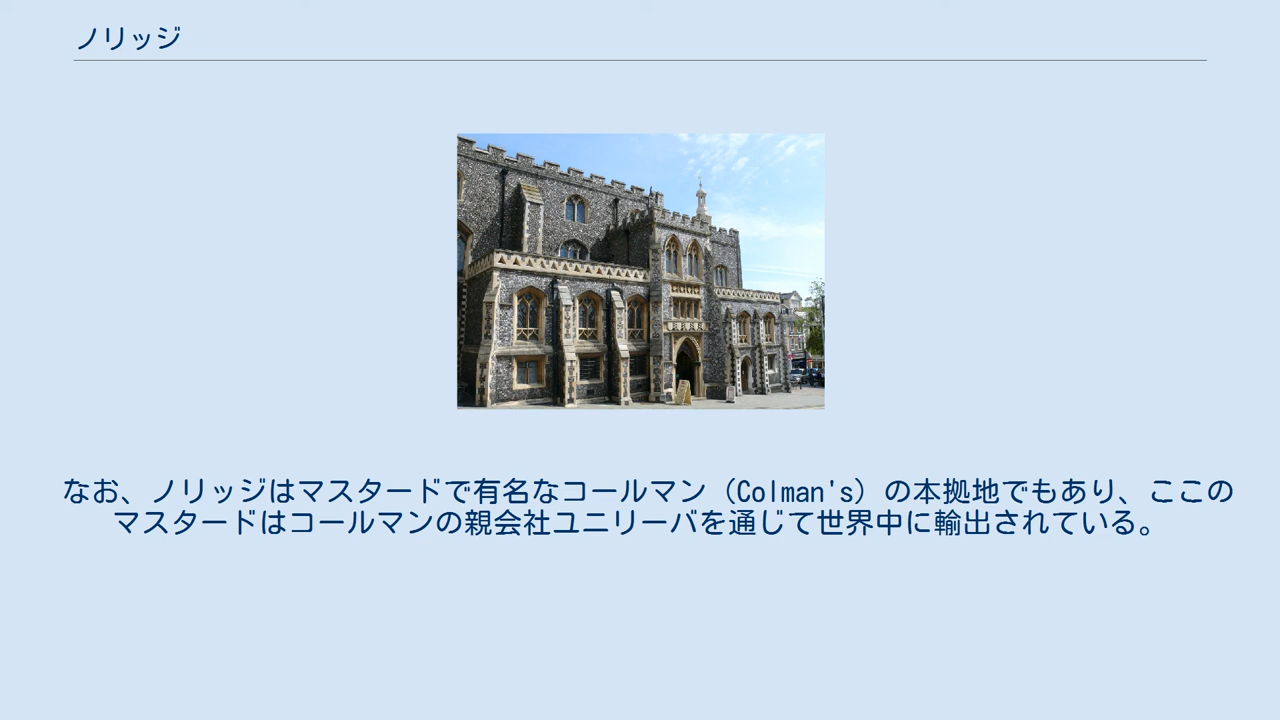 ノリッジ
なお、ノリッジはマスタードで有名なコールマン（Colman's）の本拠地でもあり、ここの
マスタードはコールマンの親会社ユニリーバを通じて世界中に輸出されている。